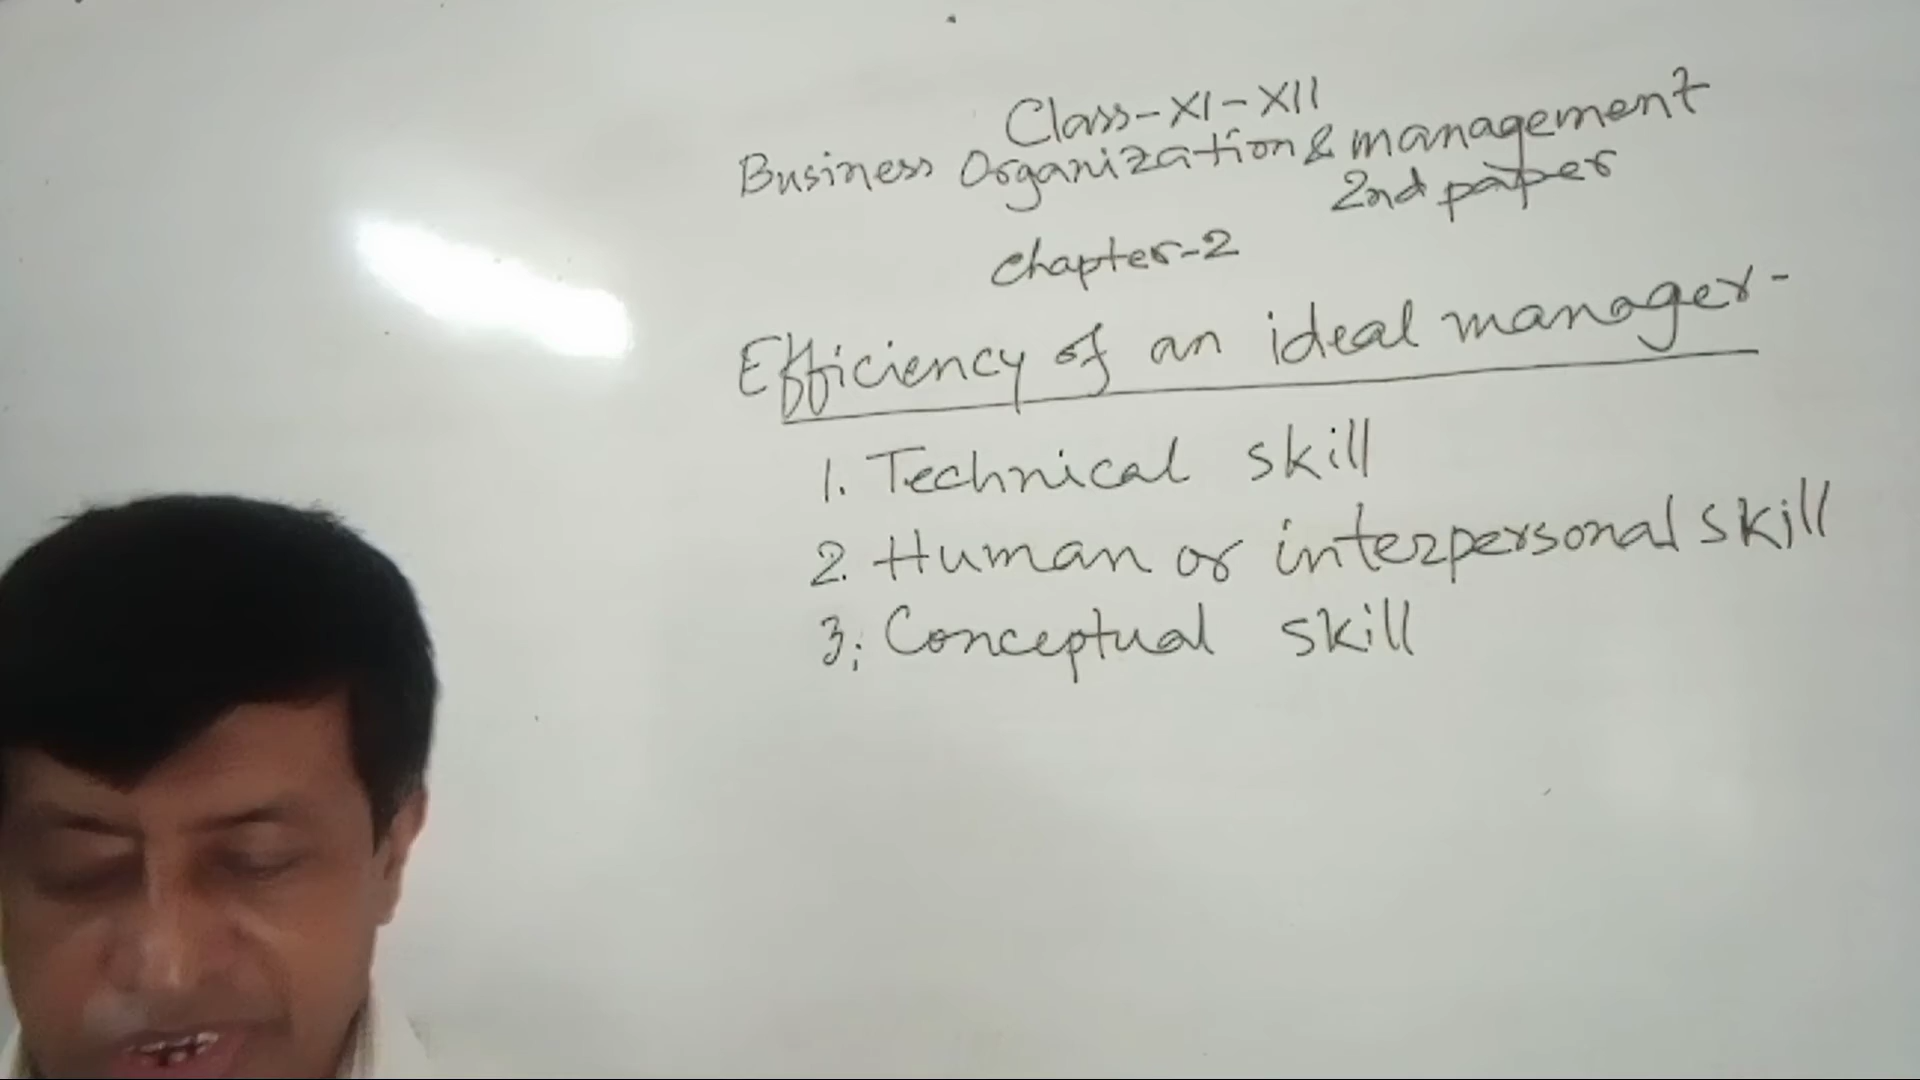 Class-XI-XII
Business Organization & management
2nd paper
chapter-2
Efficiency of an ideal manager-
1. Technical skill
2. Human or interpersonal skill
3. Conceptual skill